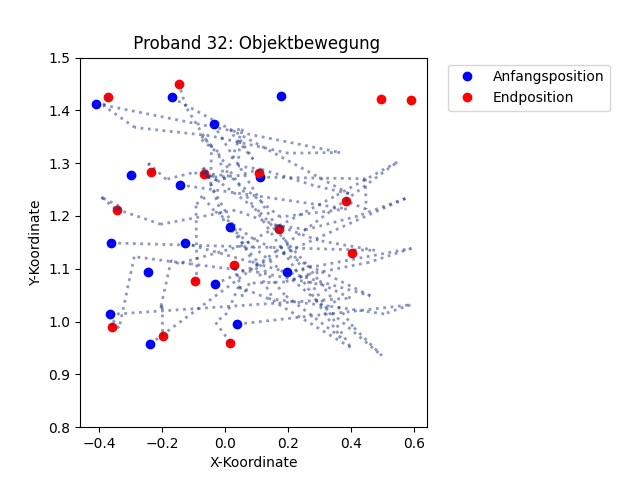 Proband 32: Objektbewegung
Anfangsposition
Endposition
Y-Koordinate
1.5
1.4
1.3
1.2
1.1
1.0
0.9
0.8
−0.4 −0.2 0.0 0.2 0.4 0.6
X-Koordinate